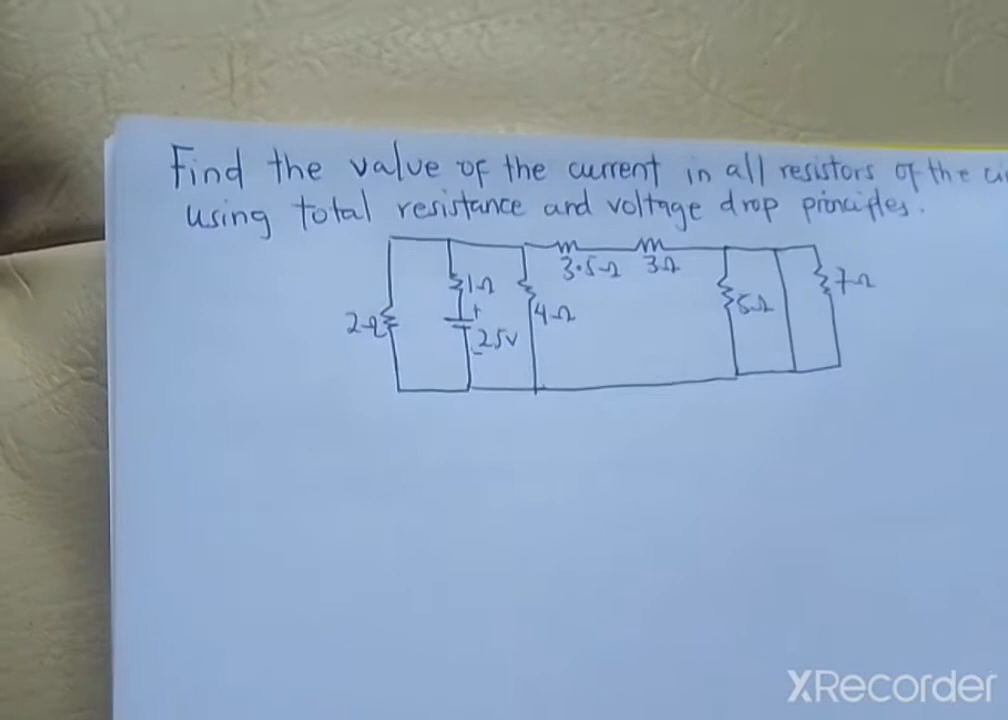 Find the value of the current in all resistors of the
using total resistance and voltage drop principles.
3.5Ω 3Ω
1Ω 7Ω
2Ω + 4Ω 5Ω
- 25V
XRecorder